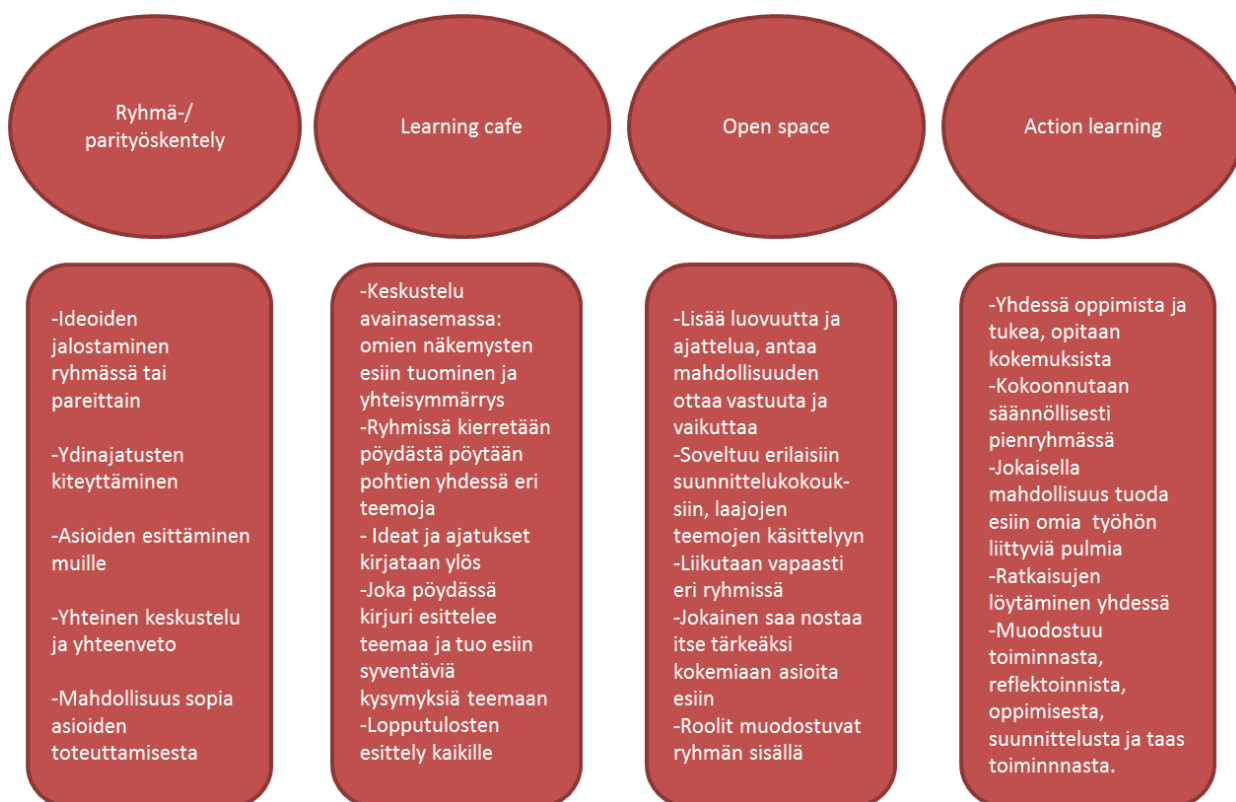 Ryhmä-/
parityöskentely
Learning cafe
Open space
Action learning
-Ideoiden
jalostaminen
ryhmässä tai
pareittain
-Ydinajatusten
kiteyttäminen
-Asioiden esittäminen
muille
-Yhteinen keskustelu
ja yhteenveto
-Mahdollisuus sopia
asioiden
toteuttamisesta
-Keskustelu
avainasemassa:
omien näkemysten
esiin tuominen ja
yhteisymmärrys
-Ryhmissä kierretään
pöydästä pöytään
pohtien yhdessä eri
teemoja
- Ideat ja ajatukset
kirjataan ylös
-Joka pöydässä
kirjuri esittelee
teemaa ja tuo esiin
syventäviä
kysymyksiä teemaan
-Lopputulosten
esittely kaikille
-Lisää luovuutta ja
ajattelua, antaa
mahdollisuuden
ottaa vastuuta ja
vaikuttaa
-Soveltuu erilaisiin
suunnittelukokouk-
siin, laajojen
teemojen käsittelyyn
-Liikutaan vapaasti
eri ryhmissä
-Jokainen saa nostaa
itse tärkeäksi
kokemiaan asioita
esiin
-Roolit muodostuvat
ryhmän sisällä
-Yhdessä oppimista ja
tukea, opitaan
kokemuksista
-Kokoonnutaan
säännöllisesti
pienryhmässä
-Jokaisella
mahdollisuus tuoda
esiin omia  työhön
liittyviä pulmia
-Ratkaisujen
löytäminen yhdessä
-Muodostuu
toiminnasta,
reflektoinnista,
oppimisesta,
suunnittelusta ja taas
toiminnnasta.